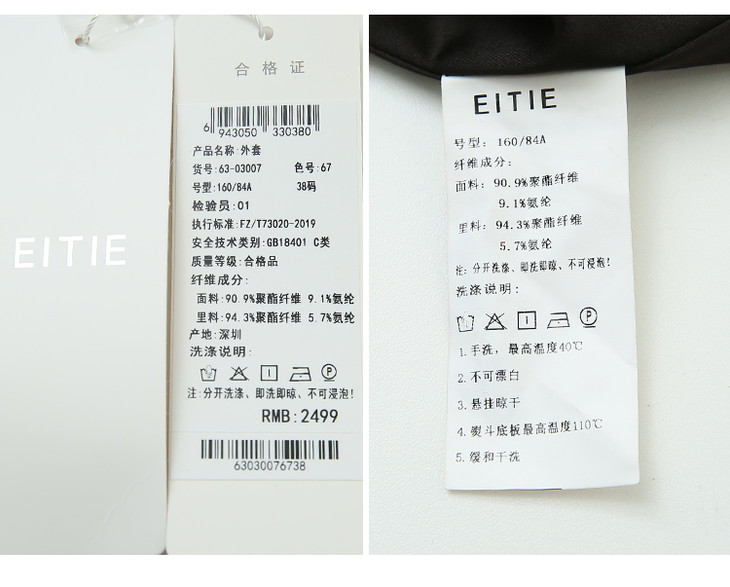 EITIE
合格证
6 943050 330380
产品名称:外套
货号:63-03007 色号:67
号型:160/84A 38码
检验员:01
执行标准:FZ/T73020-2019
安全技术类别:GB18401 C类
质量等级:合格品
纤维成分:
面料:90.9%聚酯纤维 9.1%氨纶
里料:94.3%聚酯纤维 5.7%氨纶
产地:深圳
洗涤说明:
注:分开洗涤、即洗即晾、不可浸泡!
RMB:2499
63030076738
EITIE
号型: 160/84A
纤维成分:
面料: 90.9%聚酯纤维
9.1%氨纶
里料: 94.3%聚酯纤维
5.7%氨纶
注: 分开洗涤、即洗即晾、不可浸泡!
洗涤说明:
P
1.手洗, 最高温度40℃
2.不可漂白
3.悬挂晾干
4.熨斗底板最高温度110℃
5.缓和干洗